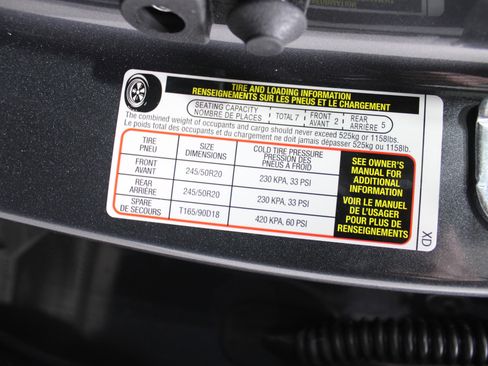 TIRE AND LOADING INFORMATION
RENSEIGNEMENTS SUR LES PNEUS ET LE CHARGEMENT
SEATING CAPACITY
NOMBRE DE PLACES
TOTAL 7
FRONT
AVANT 2
REAR
ARRIÈRE 5
The combined weight of occupants and cargo should never exceed 525kg or 1158lbs.
Le poids total des occupants et du chargement ne doit jamais dépasser 525kg ou 1158lb.
TIRE
PNEU
SIZE
DIMENSIONS
COLD TIRE PRESSURE
PRESSION DES
PNEUS A FROID
FRONT
AVANT
245/50R20
230 KPA, 33 PSI
REAR
ARRIÈRE
245/50R20
230 KPA, 33 PSI
SPARE
DE SECOURS
T165/90D18
420 KPA, 60 PSI
SEE OWNER'S
MANUAL FOR
ADDITIONAL
INFORMATION
VOIR LE MANUEL
DE L'USAGER
POUR PLUS DE
RENSEIGNEMENTS
XD